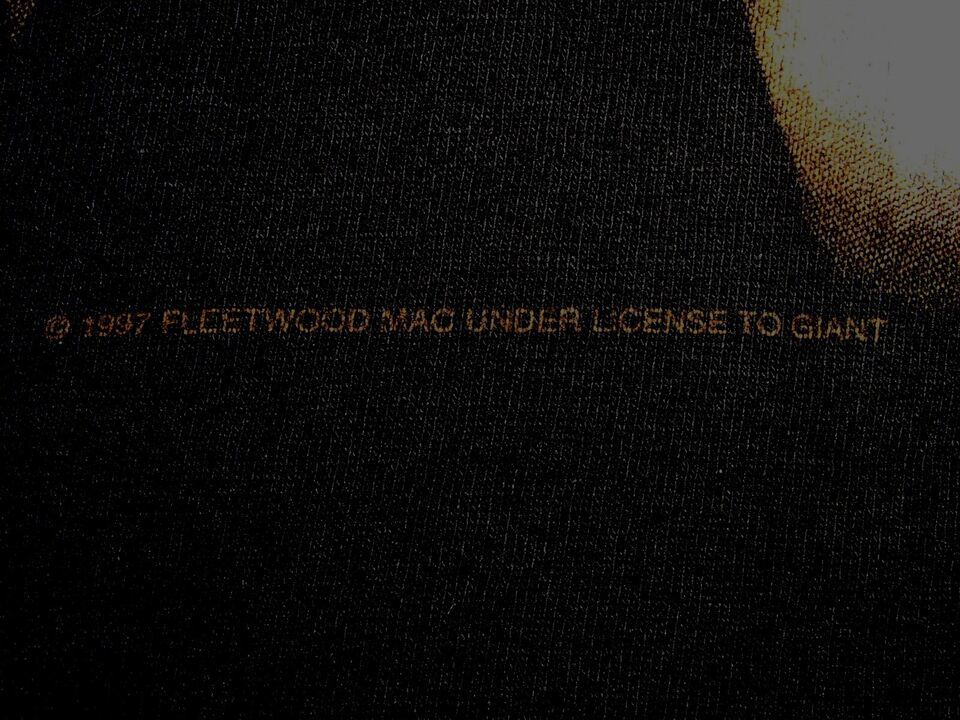 © 1997 FLEETWOOD MAC UNDER LICENSE TO GIANT